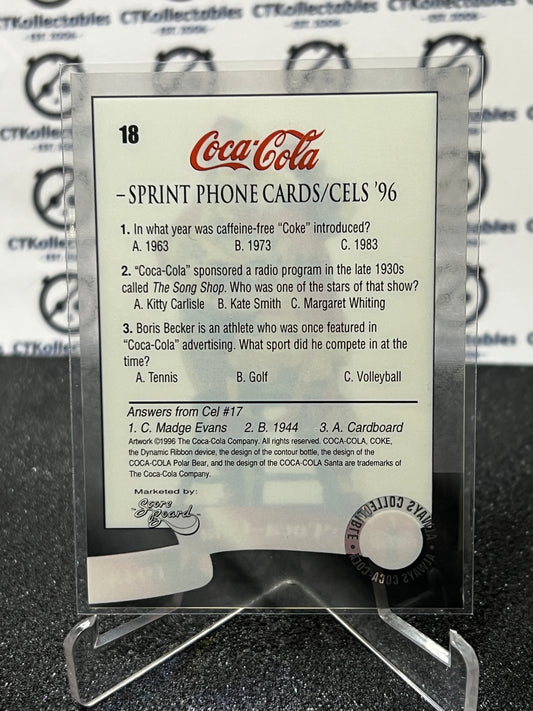 CTKollectables
EST. 2006
CTKollectables
CTKollectables
18
Coca-Cola
–SPRINT PHONE CARDS/CELS '96
1. In what year was caffeine-free "Coke" introduced?
A. 1963 B. 1973 C. 1983
2. "Coca-Cola" sponsored a radio program in the late 1930s
called The Song Shop. Who was one of the stars of that show?
A. Kitty Carlisle B. Kate Smith C. Margaret Whiting
3. Boris Becker is an athlete who was once featured in
"Coca-Cola" advertising. What sport did he compete in at the
time?
A. Tennis B. Golf C. Volleyball
Answers from Cel #17
1. C. Madge Evans 2. B. 1944 3. A. Cardboard
Artwork ©1996 The Coca-Cola Company. All rights reserved. COCA-COLA, COKE,
the Dynamic Ribbon device, the design of the contour bottle, the design of
the COCA-COLA Polar Bear, and the design of the COCA-COLA Santa are trademarks of
The Coca-Cola Company.
Marketed by:
Score Board
ALWAYS COLLECTIBLE • ALWAYS COCA-COLA